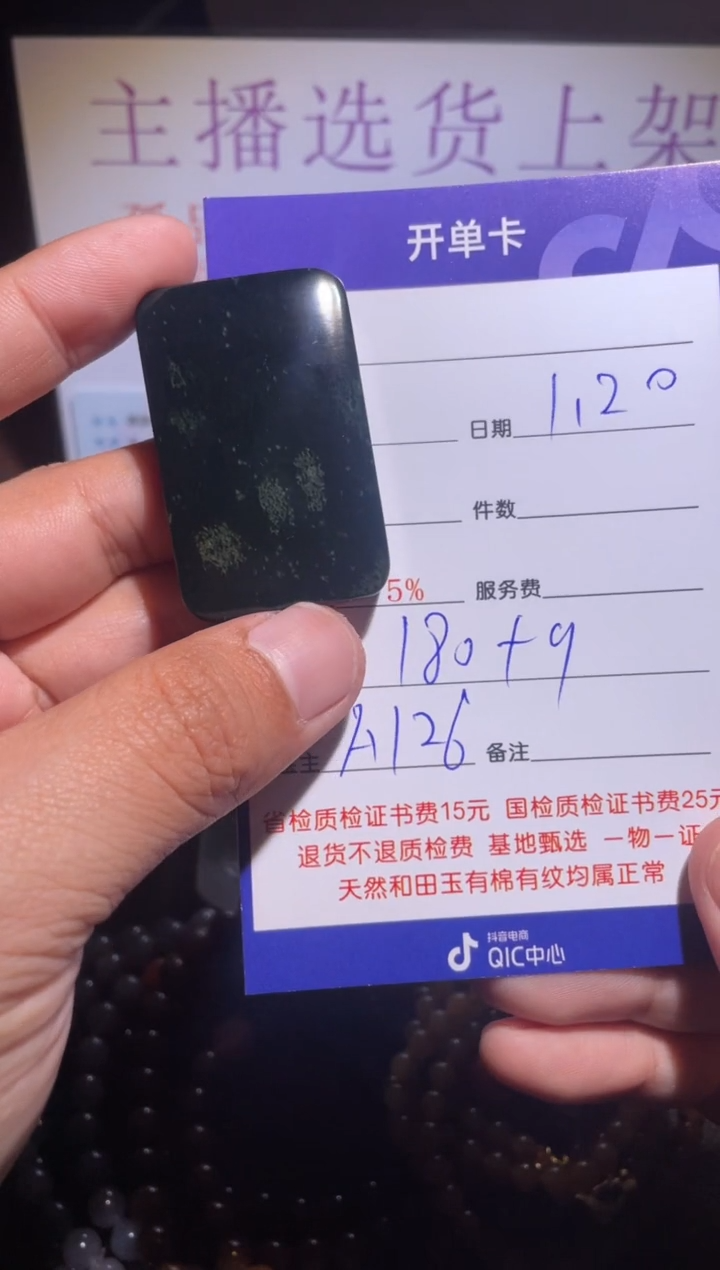 主播选货上架
开单卡
日期 1.20
件数
5% 服务费
180+9
主 A126 备注
省检质检证书费15元 国检质检证书费25元
退货不退质检费 基地甄选 一物一证
天然和田玉有棉有纹均属正常
抖音电商
QIC中心